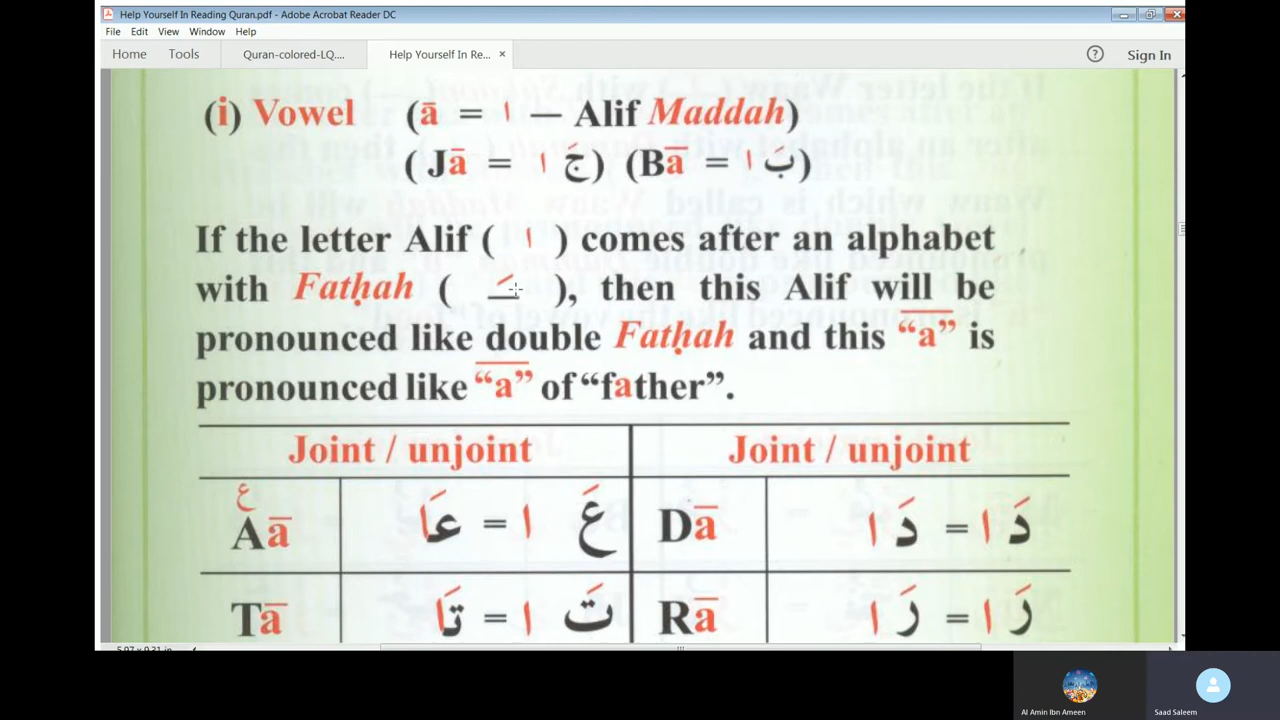 Help Yourself In Reading Quran.pdf - Adobe Acrobat Reader DC
File Edit View Window Help
Home Tools Quran-colored-LQ.... Help Yourself In Re... × ? Sign In
(i) Vowel (ā = ا — Alif Maddah)
(Jā = جَ ا) (Bā = بَ ا)
If the letter Alif ( ا ) comes after an alphabet
with Fatḥah ( ـَ ), then this Alif will be
pronounced like double Fatḥah and this “a̅” is
pronounced like “a̅” of “father”.
Joint / unjoint Joint / unjoint
ع
Aā عَ ا = عَا Dā دَ ا = دَ ا
Tā تَ ا = تَا Rā رَ ا = رَ ا
Al Amin Ibn Ameen Saad Saleem